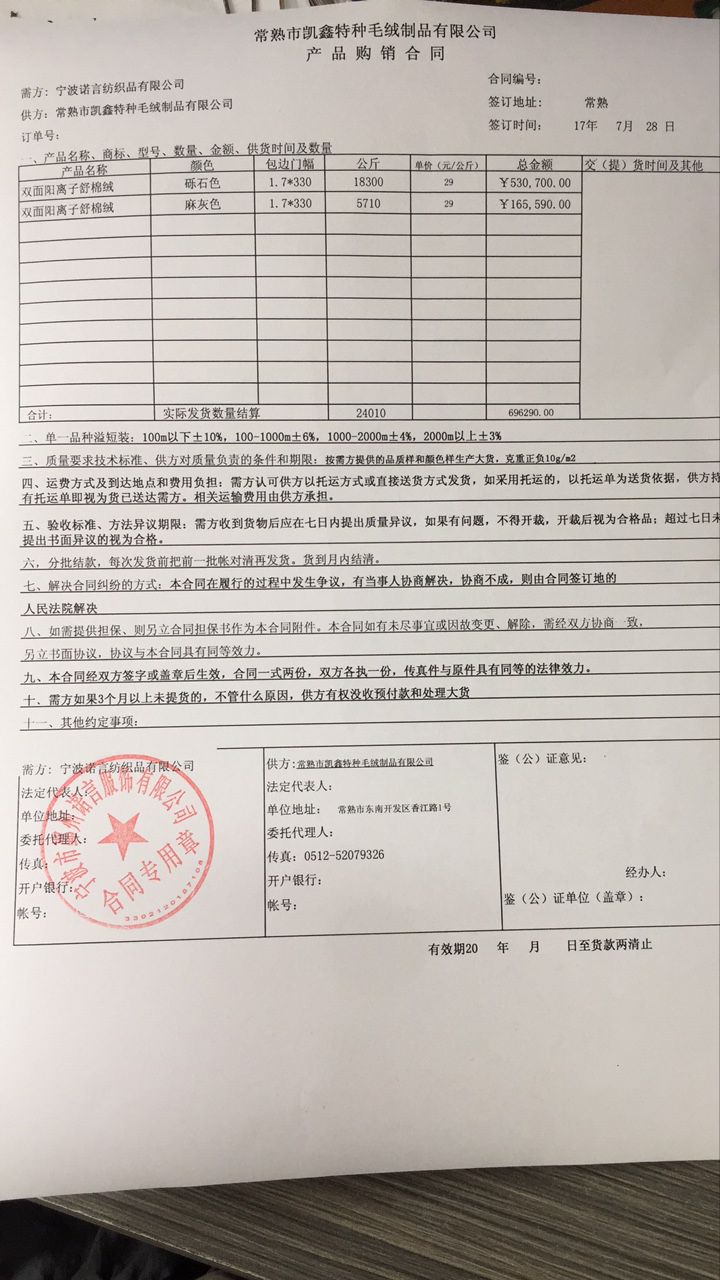 常熟市凯鑫特种毛绒制品有限公司
产品购销合同
需方: 宁波诺言纺织品有限公司
合同编号:
供方: 常熟市凯鑫特种毛绒制品有限公司
签订地址: 常熟
订单号:
签订时间: 17年 7月 28 日
一、产品名称、商标、型号、数量、金额、供货时间及数量
产品名称 颜色 包边门幅 公斤 单价（元/公斤） 总金额 交（提）货时间及其他
双面阳离子舒棉绒 砾石色 1.7*330 18300 29 ￥530,700.00
双面阳离子舒棉绒 麻灰色 1.7*330 5710 29 ￥165,590.00
合计: 实际发货数量结算 24010 696290.00
二、单一品种溢短装: 100m以下±10%, 100-1000m±6%, 1000-2000m±4%, 2000m以上±3%
三、质量要求技术标准、供方对质量负责的条件和期限: 按需方提供的品质样和颜色样生产大货, 克重正负10g/m2
四、运费方式及到达地点和费用负担: 需方认可供方以托运方式或直接送货方式发货, 如采用托运的, 以托运单为送货依据, 供方持
有托运单即视为货已送达需方。相关运输费用由供方承担。
五、验收标准、方法异议期限: 需方收到货物后应在七日内提出质量异议, 如果有问题, 不得开裁, 开裁后视为合格品; 超过七日未
提出书面异议的视为合格。
六, 分批结款, 每次发货前把前一批帐对清再发货。货到月内结清。
七、解决合同纠纷的方式: 本合同在履行的过程中发生争议, 有当事人协商解决, 协商不成, 则由合同签订地的
人民法院解决
八、如需提供担保、则另立合同担保书作为本合同附件。本合同如有未尽事宜或因故变更、解除, 需经双方协商一致,
另立书面协议, 协议与本合同具有同等效力。
九、本合同经双方签字或盖章后生效, 合同一式两份, 双方各执一份, 传真件与原件具有同等的法律效力。
十、需方如果3个月以上未提货的, 不管什么原因, 供方有权没收预付款和处理大货
十一、其他约定事项:
需方: 宁波诺言纺织品有限公司
法定代表人:
单位地址:
委托代理人:
传真:
开户银行:
帐号:
诺言服饰有限公司
合同专用章
供方: 常熟市凯鑫特种毛绒制品有限公司
法定代表人:
单位地址: 常熟市东南开发区香江路1号
委托代理人:
传真: 0512-52079326
开户银行:
帐号:
鉴（公）证意见:
经办人:
鉴（公）证单位（盖章）:
有效期20 年 月 日至货款两清止